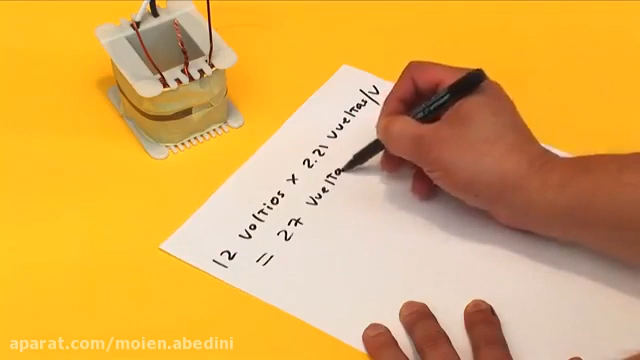 12 Voltios x 2.21 Vueltas/V
= 27 Vuelta
aparat.com/moien.abedini